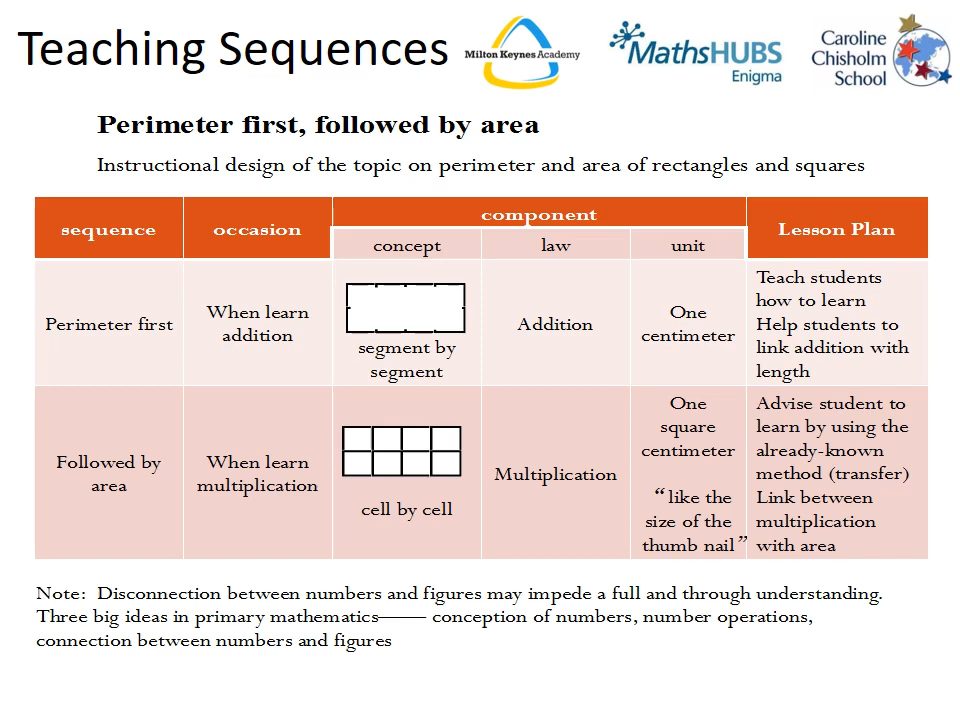 Teaching Sequences
Milton Keynes Academy
MathsHUBS
Enigma
Caroline
Chisholm
School
Perimeter first, followed by area
Instructional design of the topic on perimeter and area of rectangles and squares
sequence
occasion
component
Lesson Plan
concept
law
unit
Perimeter first
When learn
addition
segment by
segment
Addition
One
centimeter
Teach students
how to learn
Help students to
link addition with
length
Followed by
area
When learn
multiplication
cell by cell
Multiplication
One
square
centimeter
“like the
size of the
thumb nail”
Advise student to
learn by using the
already-known
method (transfer)
Link between
multiplication
with area
Note: Disconnection between numbers and figures may impede a full and through understanding.
Three big ideas in primary mathematics—— conception of numbers, number operations,
connection between numbers and figures